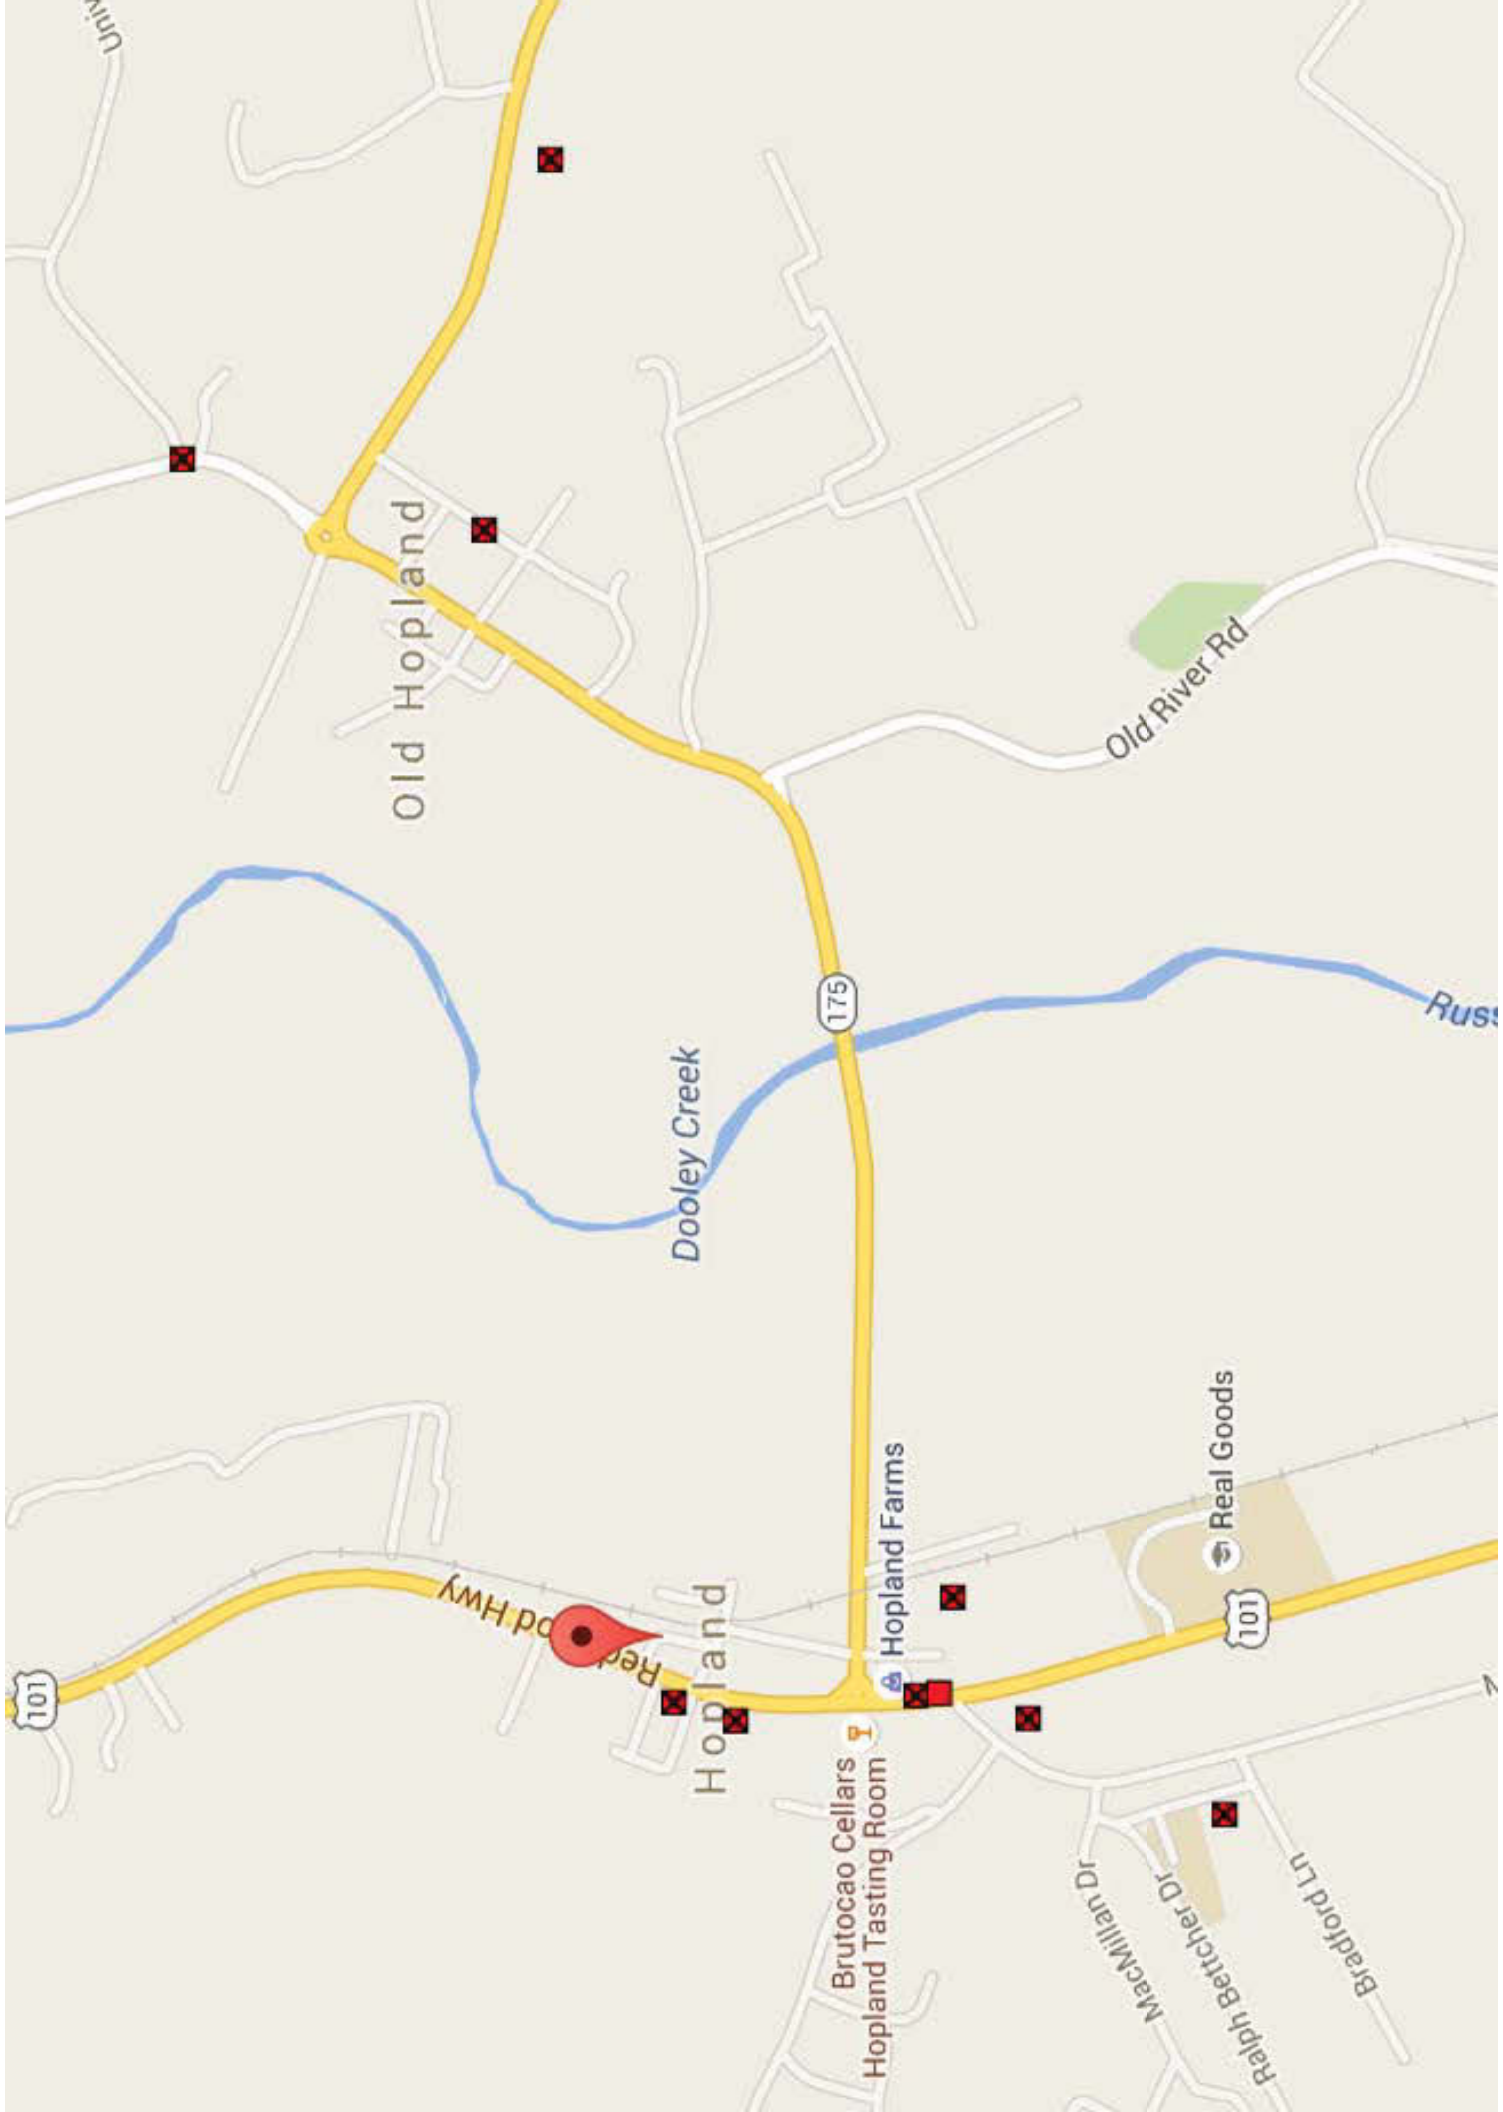 Univ
Old Hopland
175
Old River Rd
Dooley Creek
Russ
101
Redwood Hwy
Hopland
Hopland Farms
Real Goods
101
Brutocao Cellars
Hopland Tasting Room
MacMillan Dr
Ralph Bettcher Dr
Bradford Ln